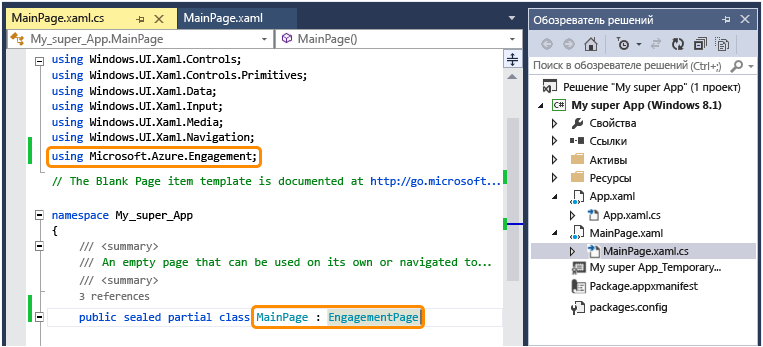 MainPage.xaml.cs
MainPage.xaml
My_super_App.MainPage
MainPage()
using Windows.UI.Xaml.Controls;
using Windows.UI.Xaml.Controls.Primitives;
using Windows.UI.Xaml.Data;
using Windows.UI.Xaml.Input;
using Windows.UI.Xaml.Media;
using Windows.UI.Xaml.Navigation;
using Microsoft.Azure.Engagement;
// The Blank Page item template is documented at http://go.microsoft...
namespace My_super_App
{
/// <summary>
/// An empty page that can be used on its own or navigated to...
/// <summary>
3 references
public sealed partial class MainPage : EngagementPage
Обозреватель решений
Поиск в обозревателе решений (Ctrl+;)
Решение "My super App" (1 проект)
C# My super App (Windows 8.1)
Свойства
Ссылки
Активы
Ресурсы
App.xaml
App.xaml.cs
MainPage.xaml
MainPage.xaml.cs
My super App_Temporary...
Package.appxmanifest
packages.config